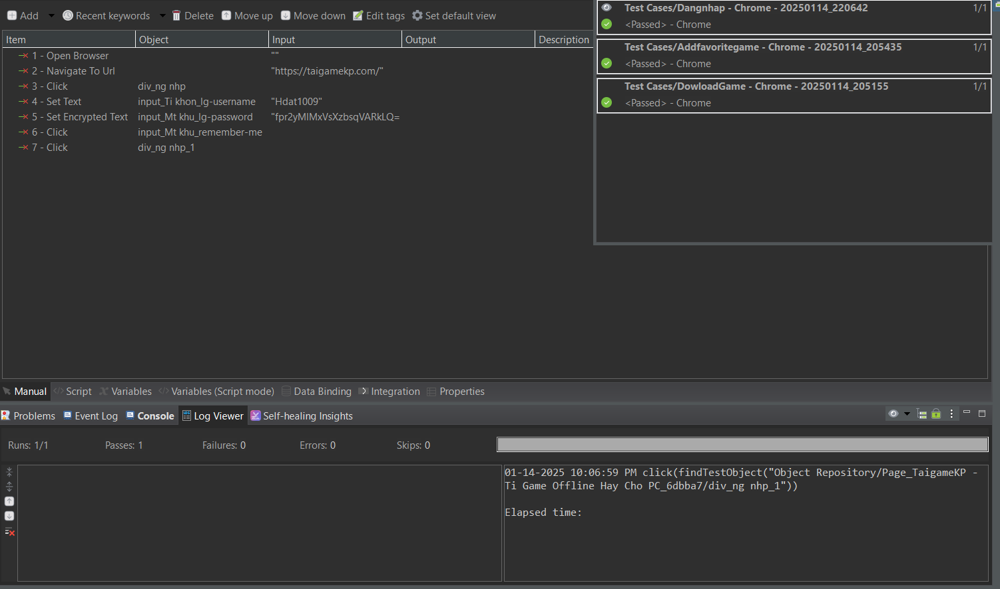 Add Recent keywords Delete Move up Move down Edit tags Set default view
Item Object Input Output Description
1 - Open Browser ""
2 - Navigate To Url "https://taigamekp.com/"
3 - Click div_ng nhp
4 - Set Text input_Ti khon_lg-username "Hdat1009"
5 - Set Encrypted Text input_Mt khu_lg-password "fpr2yMIMxVsXzbsqVARkLQ=
6 - Click input_Mt khu_remember-me
7 - Click div_ng nhp_1
Test Cases/Dangnhap - Chrome - 20250114_220642 1/1
<Passed> - Chrome
Test Cases/Addfavoritegame - Chrome - 20250114_205435 1/1
<Passed> - Chrome
Test Cases/DowloadGame - Chrome - 20250114_205155 1/1
<Passed> - Chrome
Manual Script Variables Variables (Script mode) Data Binding Integration Properties
Problems Event Log Console Log Viewer Self-healing Insights
Runs: 1/1 Passes: 1 Failures: 0 Errors: 0 Skips: 0
01-14-2025 10:06:59 PM click(findTestObject("Object Repository/Page_TaigameKP -
Ti Game Offline Hay Cho PC_6dbba7/div_ng nhp_1"))
Elapsed time: